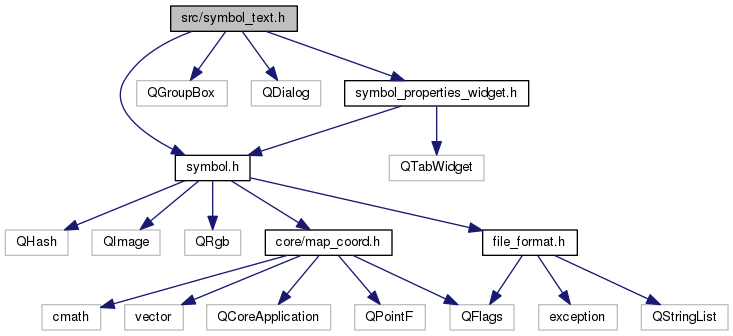 src/symbol_text.h
QGroupBox
QDialog
symbol_properties_widget.h
symbol.h
QTabWidget
QHash
QImage
QRgb
core/map_coord.h
file_format.h
cmath
vector
QCoreApplication
QPointF
QFlags
exception
QStringList